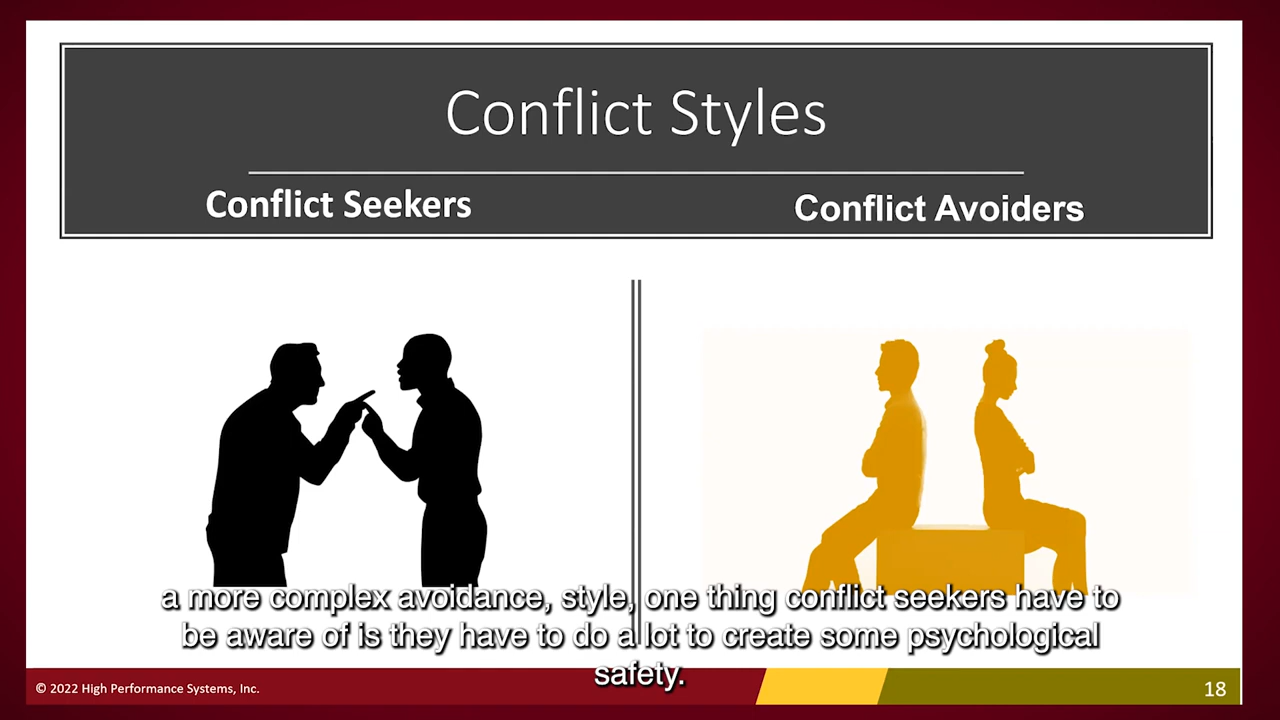 Conflict Styles
Conflict Seekers
Conflict Avoiders
a more complex avoidance, style, one thing conflict seekers have to
be aware of is they have to do a lot to create some psychological
safety.
© 2022 High Performance Systems, Inc.
18